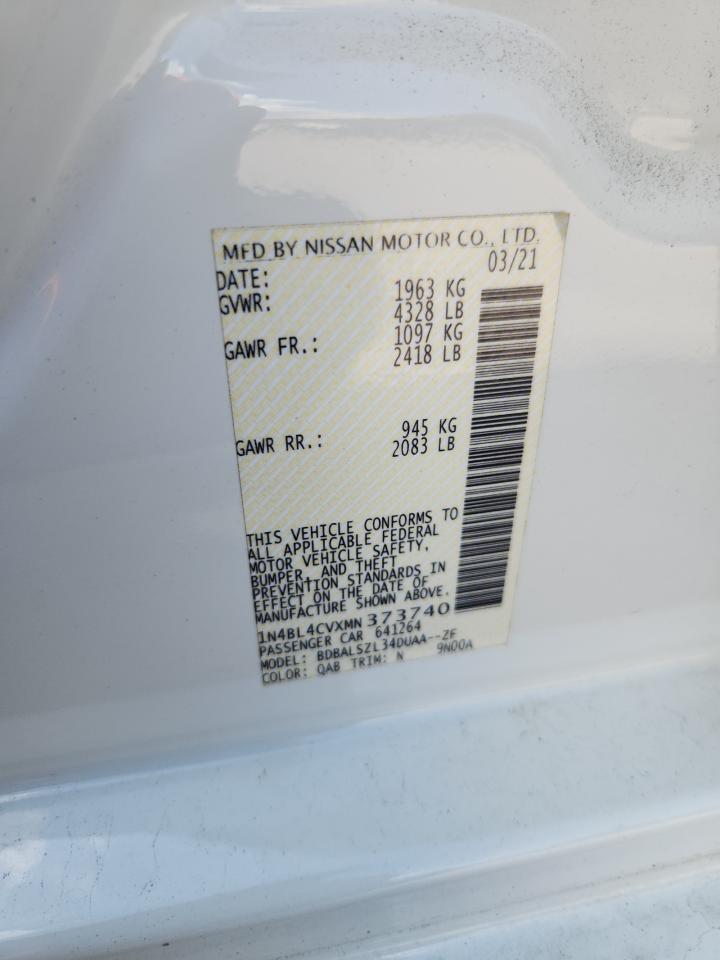 MFD BY NISSAN MOTOR CO., LTD.
DATE: 03/21
GVWR: 1963 KG
4328 LB
GAWR FR.: 1097 KG
2418 LB
GAWR RR.: 945 KG
2083 LB
THIS VEHICLE CONFORMS TO
ALL APPLICABLE FEDERAL
MOTOR VEHICLE SAFETY,
BUMPER, AND THEFT
PREVENTION STANDARDS IN
EFFECT ON THE DATE OF
MANUFACTURE SHOWN ABOVE.
1N4BL4CVXMN373740
PASSENGER CAR 641264
MODEL: BDBALSZL34DUAA--ZF
COLOR: QAB TRIM: N 9N00A